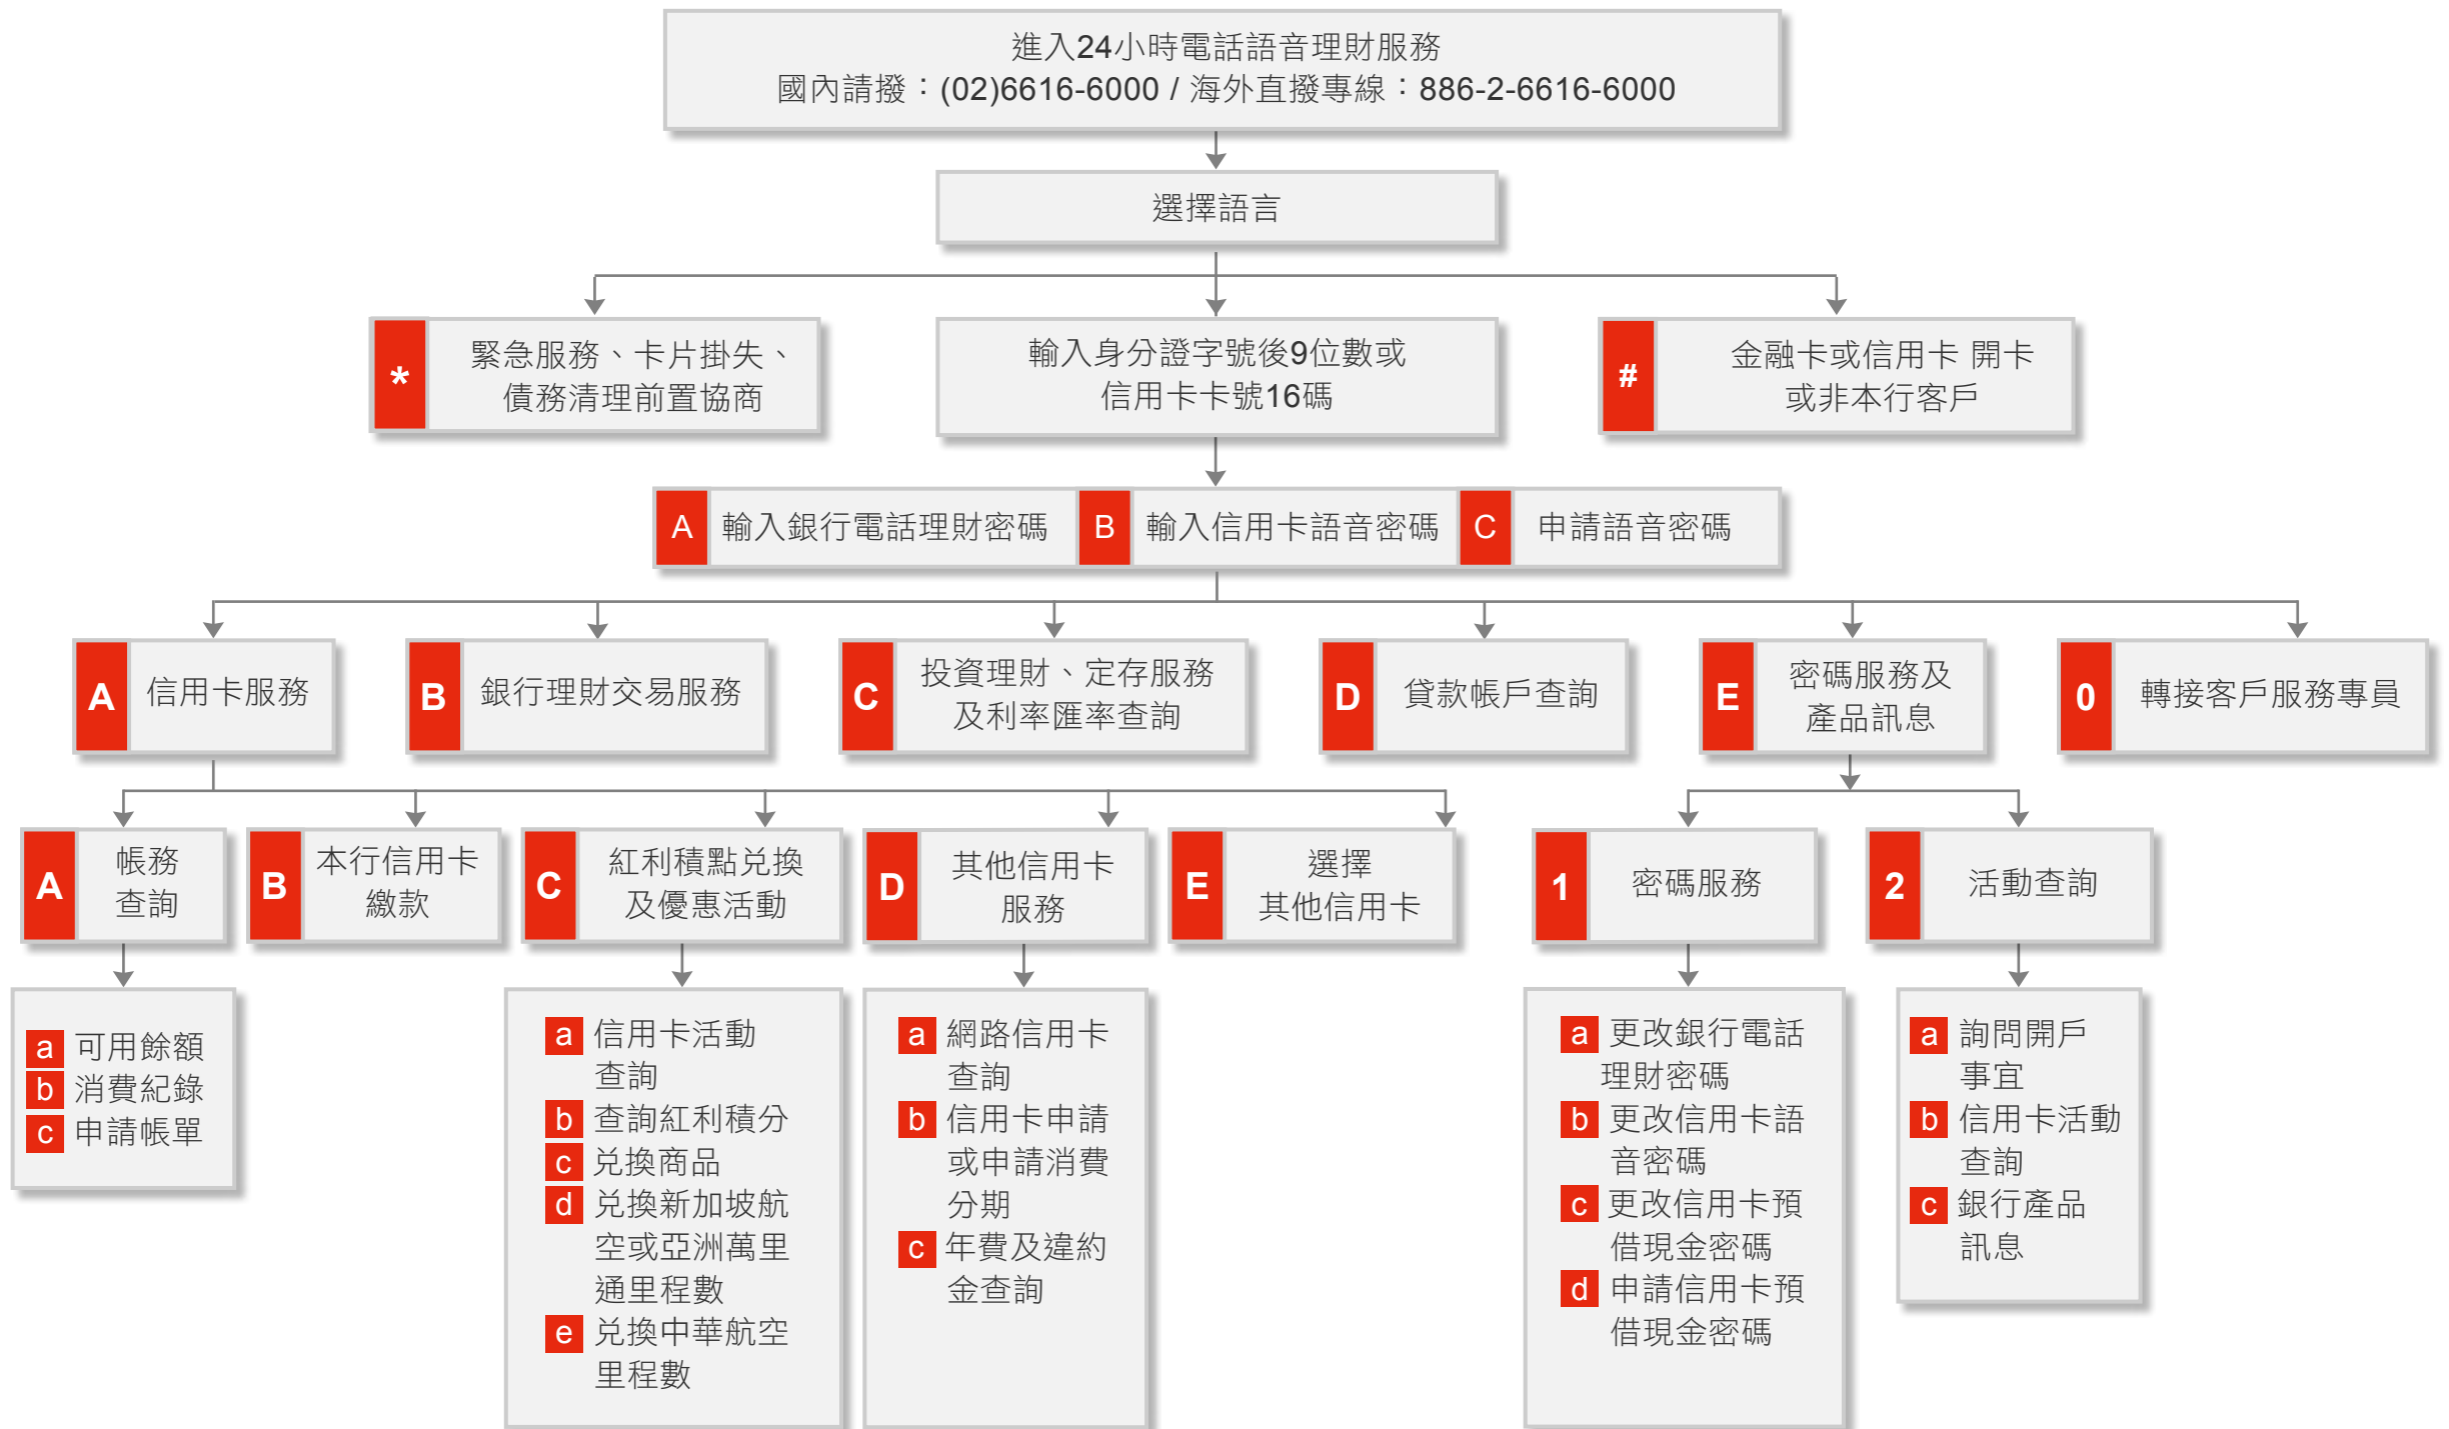 進入24小時電話語音理財服務
國內請撥：(02)6616-6000 / 海外直撥專線：886-2-6616-6000
選擇語言
* 緊急服務、卡片掛失、
債務清理前置協商
輸入身分證字號後9位數或
信用卡卡號16碼
# 金融卡或信用卡 開卡
或非本行客戶
A 輸入銀行電話理財密碼
B 輸入信用卡語音密碼
C 申請語音密碼
A 信用卡服務
B 銀行理財交易服務
C 投資理財、定存服務
及利率匯率查詢
D 貸款帳戶查詢
E 密碼服務及
產品訊息
0 轉接客戶服務專員
A 帳務
查詢
B 本行信用卡
繳款
C 紅利積點兌換
及優惠活動
D 其他信用卡
服務
E 選擇
其他信用卡
1 密碼服務
2 活動查詢
a 可用餘額
b 消費紀錄
c 申請帳單
a 信用卡活動
查詢
b 查詢紅利積分
c 兌換商品
d 兌換新加坡航
空或亞洲萬里
通里程數
e 兌換中華航空
里程數
a 網路信用卡
查詢
b 信用卡申請
或申請消費
分期
c 年費及違約
金查詢
a 更改銀行電話
理財密碼
b 更改信用卡語
音密碼
c 更改信用卡預
借現金密碼
d 申請信用卡預
借現金密碼
a 詢問開戶
事宜
b 信用卡活動
查詢
c 銀行產品
訊息